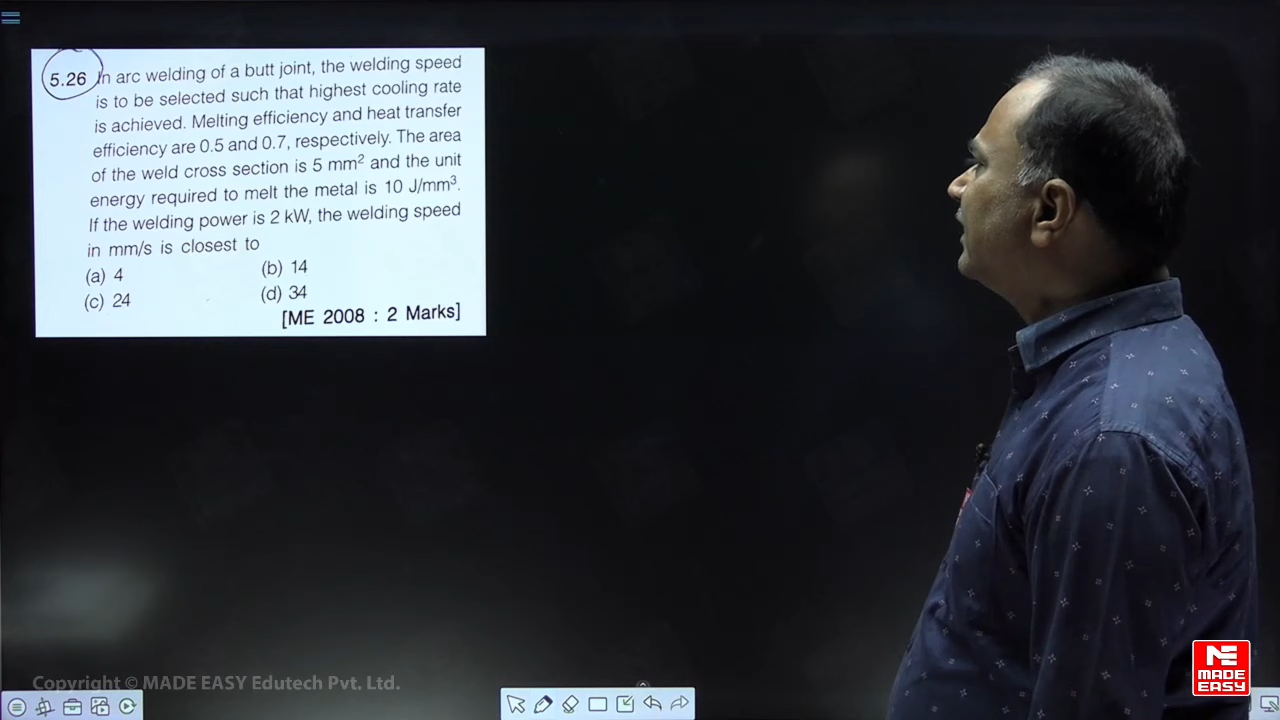 5.26 In arc welding of a butt joint, the welding speed
is to be selected such that highest cooling rate
is achieved. Melting efficiency and heat transfer
efficiency are 0.5 and 0.7, respectively. The area
of the weld cross section is 5 mm² and the unit
energy required to melt the metal is 10 J/mm³.
If the welding power is 2 kW, the welding speed
in mm/s is closest to
(a) 4 (b) 14
(c) 24 (d) 34
[ME 2008 : 2 Marks]
Copyright © MADE EASY Edutech Pvt. Ltd.
ME
MADE
EASY